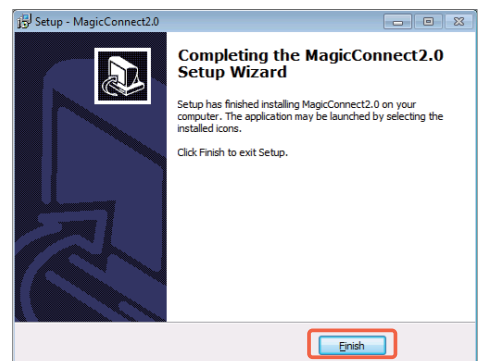 Setup - MagicConnect2.0
Completing the MagicConnect2.0
Setup Wizard
Setup has finished installing MagicConnect2.0 on your
computer. The application may be launched by selecting the
installed icons.
Click Finish to exit Setup.
Finish